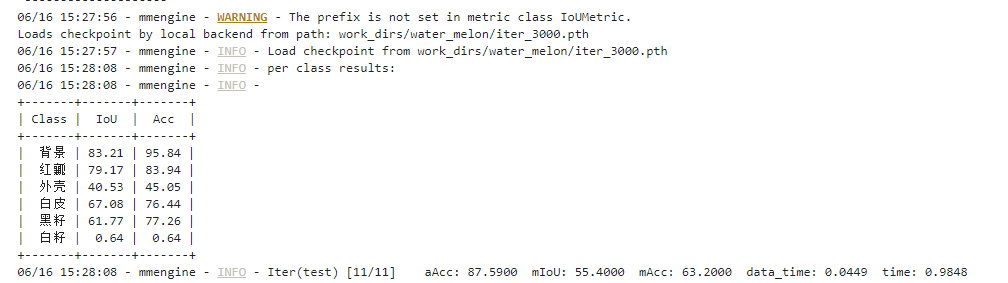 06/16 15:27:56 - mmengine - WARNING - The prefix is not set in metric class IoUMetric.
Loads checkpoint by local backend from path: work_dirs/water_melon/iter_3000.pth
06/16 15:27:57 - mmengine - INFO - Load checkpoint from work_dirs/water_melon/iter_3000.pth
06/16 15:28:08 - mmengine - INFO - per class results:
06/16 15:28:08 - mmengine - INFO -
+-------+-------+-------+
| Class |  IoU  |  Acc  |
+-------+-------+-------+
|  背景 | 83.21 | 95.84 |
|  红瓤 | 79.17 | 83.94 |
|  外壳 | 40.53 | 45.05 |
|  白皮 | 67.08 | 76.44 |
|  黑籽 | 61.77 | 77.26 |
|  白籽 |  0.64 |  0.64 |
+-------+-------+-------+
06/16 15:28:08 - mmengine - INFO - Iter(test) [11/11]    aAcc: 87.5900  mIoU: 55.4000  mAcc: 63.2000  data_time: 0.0449  time: 0.9848